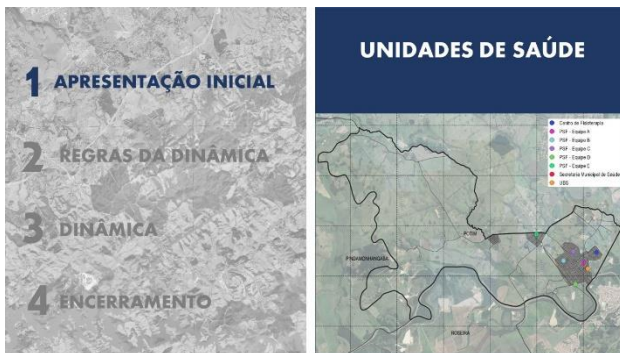 1 APRESENTAÇÃO INICIAL
2 REGRAS DA DINÂMICA
3 DINÂMICA
4 ENCERRAMENTO
UNIDADES DE SAÚDE
Centro de Fisioterapia
PSF - Equipe A
PSF - Equipe B
PSF - Equipe C
PSF - Equipe D
PSF - Equipe E
Secretaria Municipal de Saúde
UBS
POTIM
PINDAMONHANGABA
ROSEIRA